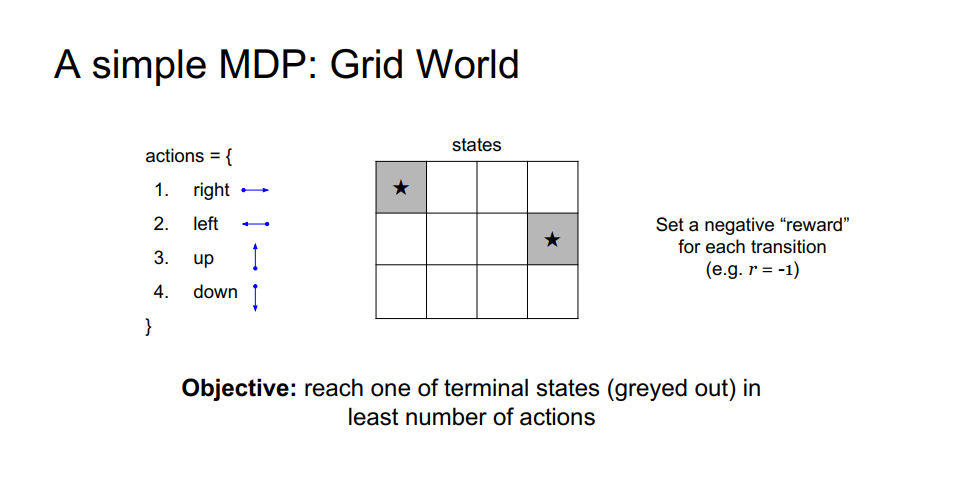 A simple MDP: Grid World
actions = {
1. right
2. left
3. up
4. down
}
states
★
★
Set a negative “reward”
for each transition
(e.g. r = -1)
Objective: reach one of terminal states (greyed out) in
least number of actions